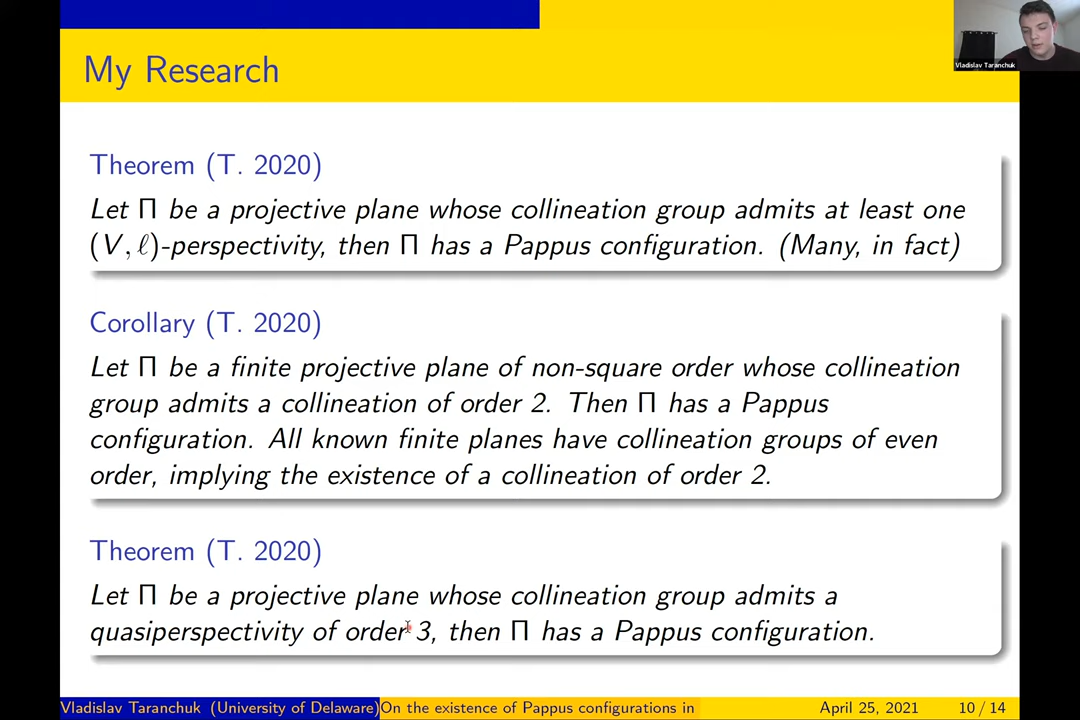 My Research
Vladislav Taranchuk
Theorem (T. 2020)
Let Π be a projective plane whose collineation group admits at least one
(V, ℓ)-perspectivity, then Π has a Pappus configuration. (Many, in fact)
Corollary (T. 2020)
Let Π be a finite projective plane of non-square order whose collineation
group admits a collineation of order 2. Then Π has a Pappus
configuration. All known finite planes have collineation groups of even
order, implying the existence of a collineation of order 2.
Theorem (T. 2020)
Let Π be a projective plane whose collineation group admits a
quasiperspectivity of order 3, then Π has a Pappus configuration.
Vladislav Taranchuk (University of Delaware) On the existence of Pappus configurations in April 25, 2021 10 / 14